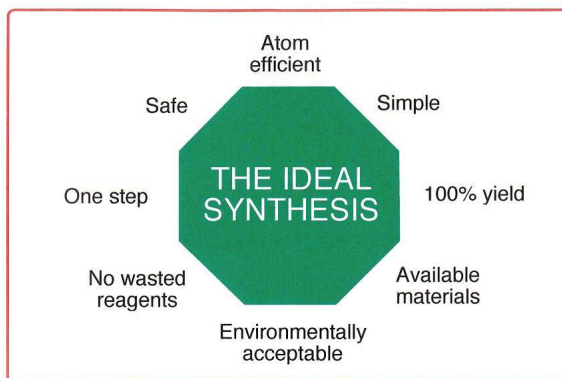 Atom
efficient
Safe
Simple
THE IDEAL
SYNTHESIS
One step
100% yield
No wasted
reagents
Available
materials
Environmentally
acceptable